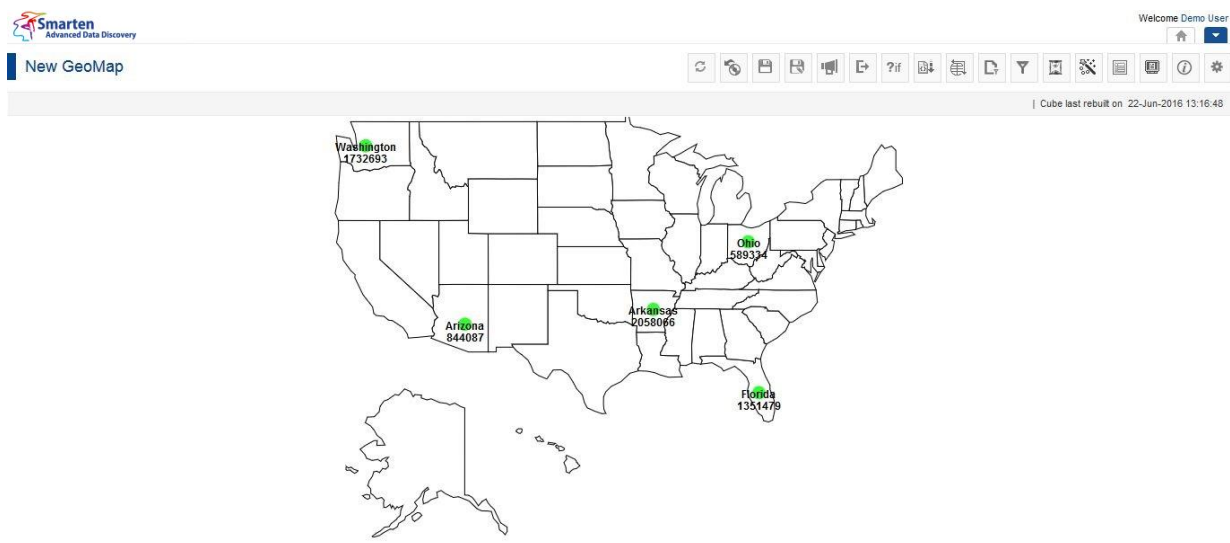 Smarten
Advanced Data Discovery
Welcome Demo User
New GeoMap
?if
| Cube last rebuilt on 22-Jun-2016 13:16:48
Washington
1732693
Ohio
589334
Arkansas
2058066
Arizona
844087
Florida
1351479